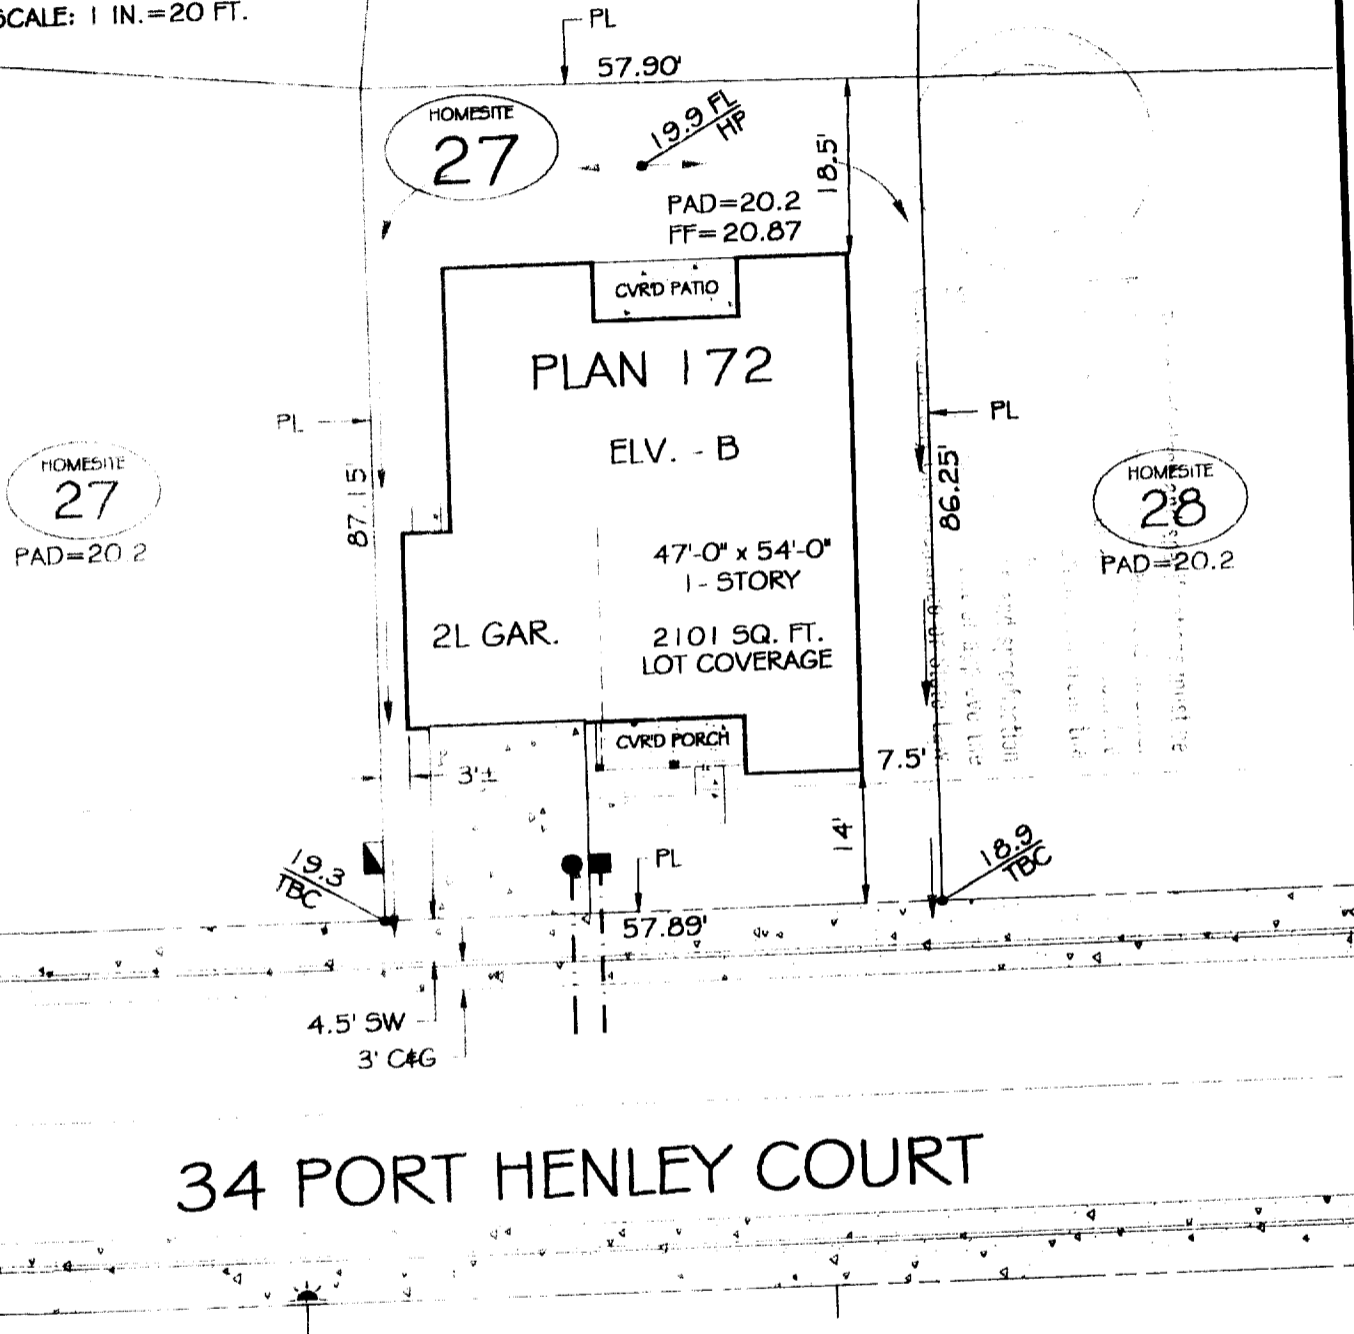 SCALE: 1 IN.=20 FT.
PL
57.90'
HOMESITE
27
19.9 FL
HP
18.5'
PAD=20.2
FF=20.87
CVR'D PATIO
PLAN 172
ELV. - B
PL
PL
HOMESITE
27
PAD=20.2
87.15'
86.25'
HOMESITE
28
PAD=20.2
47'-0" x 54'-0"
1 - STORY
2L GAR.
2101 SQ. FT.
LOT COVERAGE
CVR'D PORCH
7.5'
3'±
14'
19.3
TBC
PL
18.9
TBC
57.89'
4.5' SW
3' C&G
34 PORT HENLEY COURT